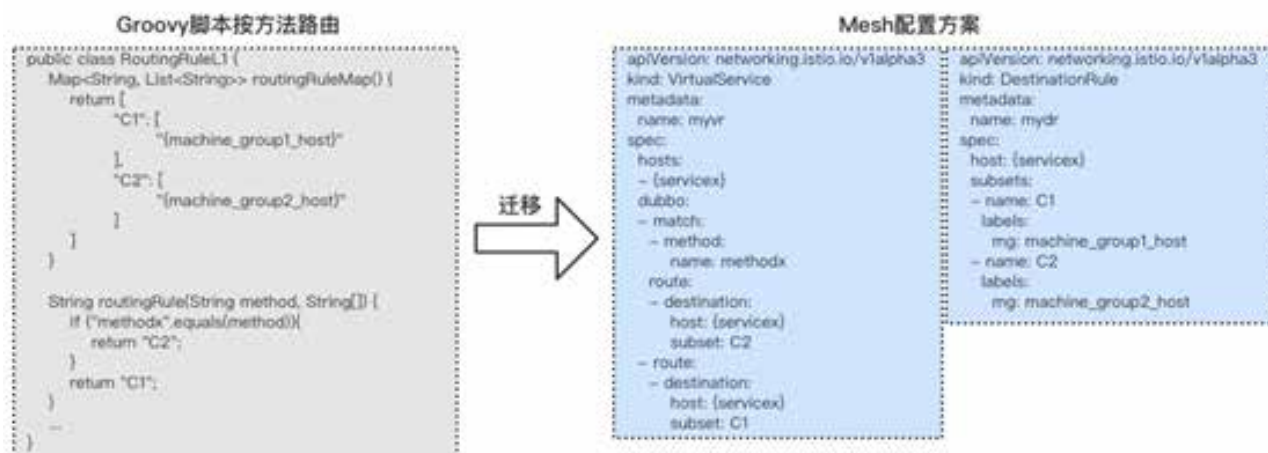 Groovy脚本按方法路由
public class RoutingRuleL1 {
Map<String, List<String>> routingRuleMap() {
return [
"C1": [
"{machine_group1_host}"
],
"C2": [
"{machine_group2_host}"
]
]
}
String routingRule(String method, String[]) {
if ("methodx".equals(method)){
return "C2";
}
return "C1";
}
...
}
迁移
Mesh配置方案
apiVersion: networking.istio.io/v1alpha3
kind: VirtualService
metadata:
name: myvr
spec:
hosts:
- {servicex}
dubbo:
- match:
- method:
name: methodx
route:
- destination:
host: {servicex}
subset: C2
- route:
- destination:
host: {servicex}
subset: C1
apiVersion: networking.istio.io/v1alpha3
kind: DestinationRule
metadata:
name: mydr
spec:
host: {servicex}
subsets:
- name: C1
labels:
mg: machine_group1_host
- name: C2
labels:
mg: machine_group2_host